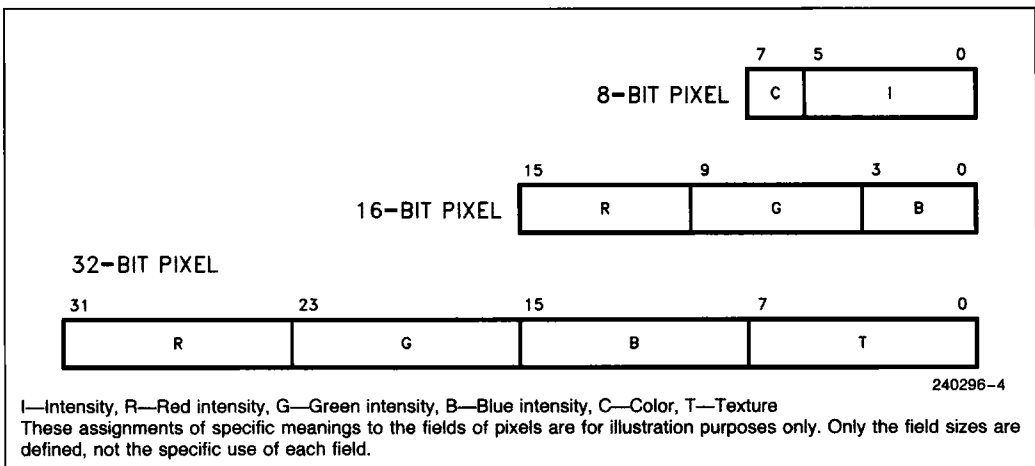 7 5 0
8-BIT PIXEL C I
15 9 3 0
16-BIT PIXEL R G B
32-BIT PIXEL
31 23 15 7 0
R G B T
240296-4
I—Intensity, R—Red intensity, G—Green intensity, B—Blue intensity, C—Color, T—Texture
These assignments of specific meanings to the fields of pixels are for illustration purposes only. Only the field sizes are
defined, not the specific use of each field.